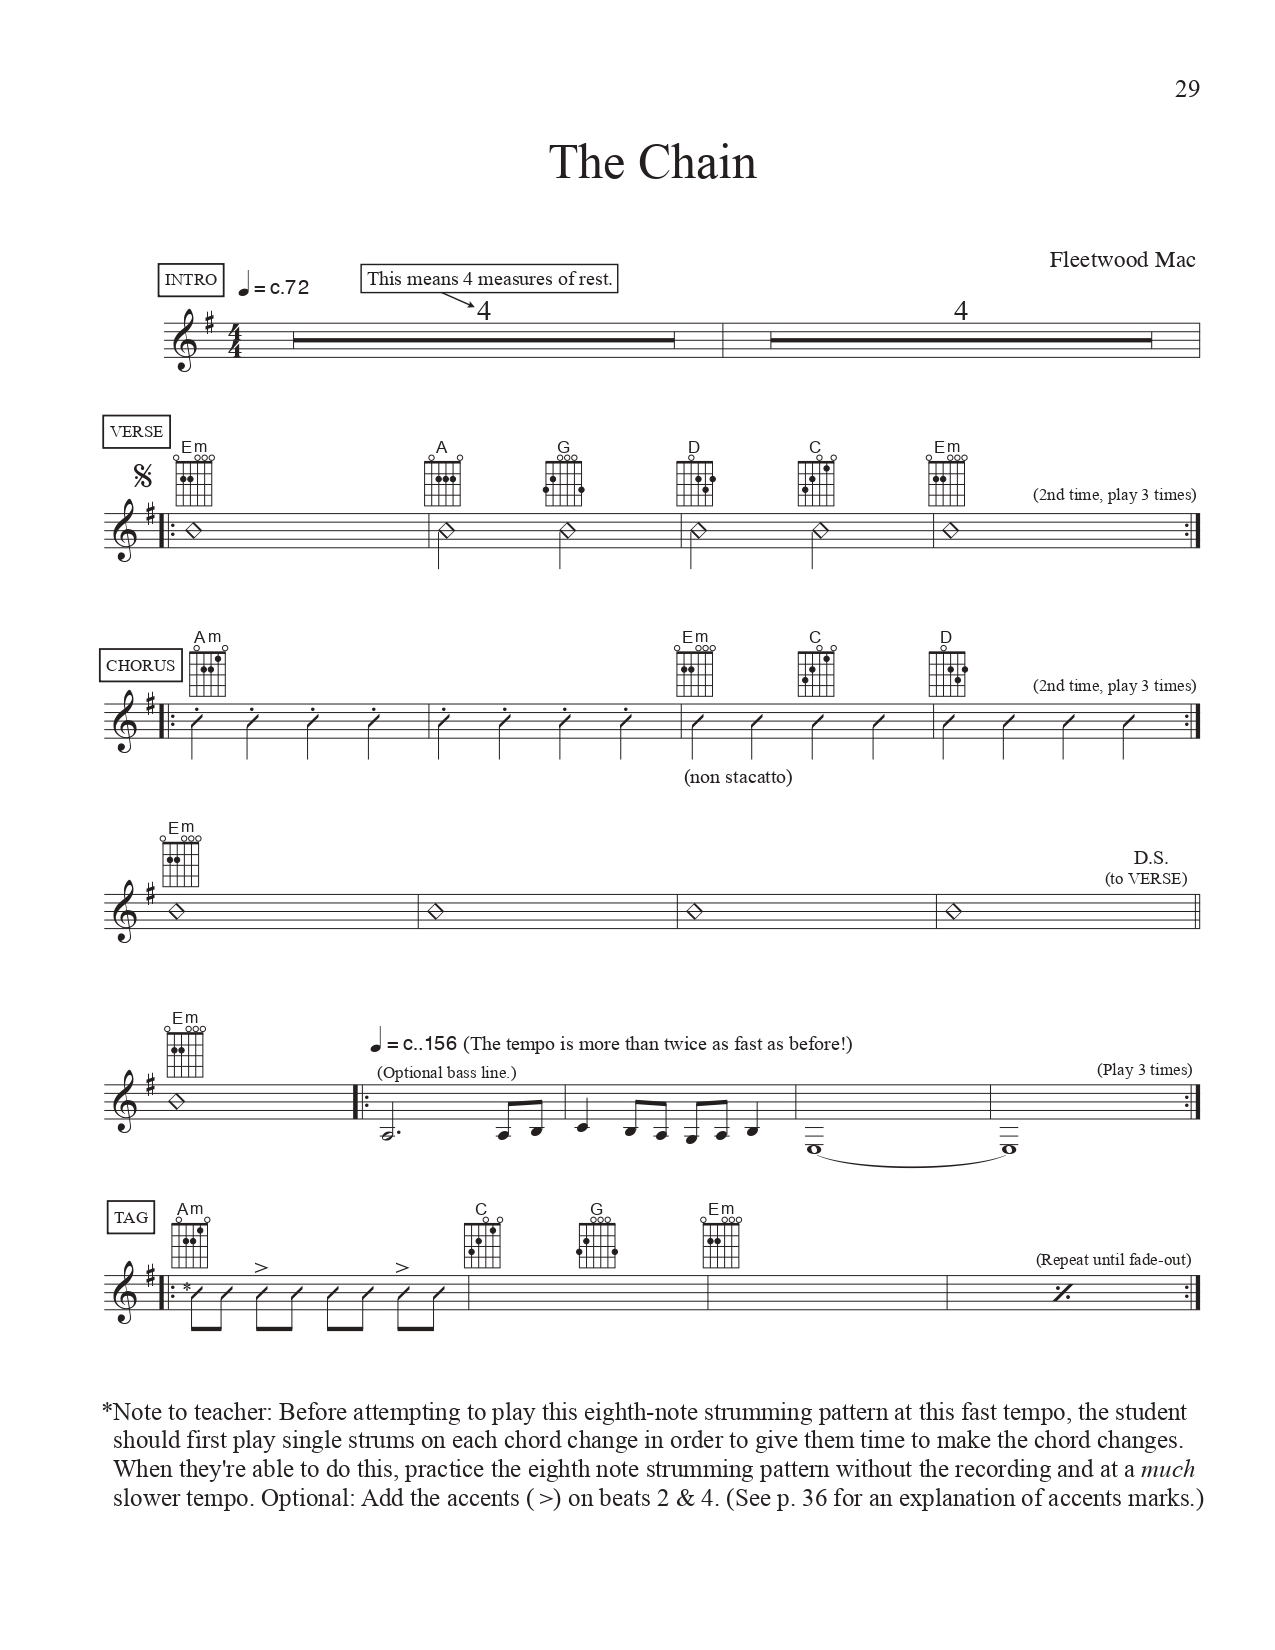 29
The Chain
Fleetwood Mac
INTRO
= c.72
This means 4 measures of rest.
4 4
4
4
VERSE
Em A G D C Em
(2nd time, play 3 times)
CHORUS
Am Em C D
(2nd time, play 3 times)
(non stacatto)
Em
D.S.
(to VERSE)
Em
= c..156 (The tempo is more than twice as fast as before!)
(Optional bass line.)
(Play 3 times)
TAG
Am C G Em
(Repeat until fade-out)
*
*Note to teacher: Before attempting to play this eighth-note strumming pattern at this fast tempo, the student
should first play single strums on each chord change in order to give them time to make the chord changes.
When they're able to do this, practice the eighth note strumming pattern without the recording and at a much
slower tempo. Optional: Add the accents ( >) on beats 2 & 4. (See p. 36 for an explanation of accents marks.)